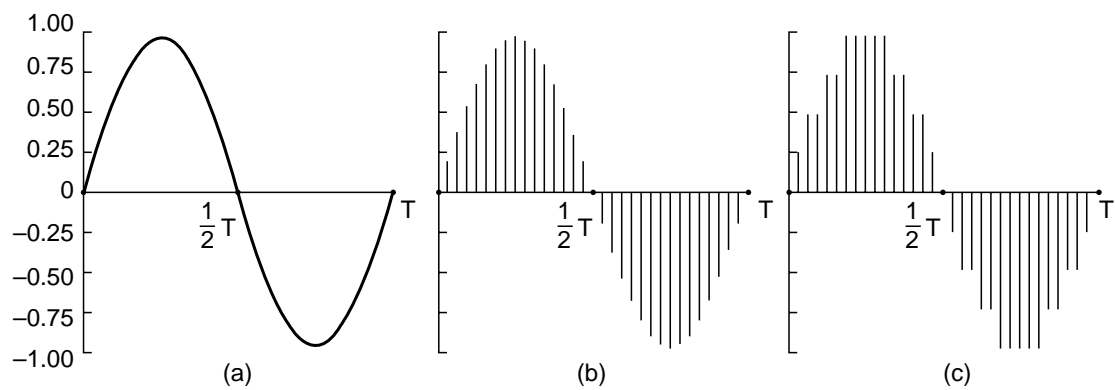 1.00
0.75
0.50
0.25
0
–0.25
–0.50
–0.75
–1.00
1/2 T
T
(a)
1/2 T
T
(b)
1/2 T
T
(c)